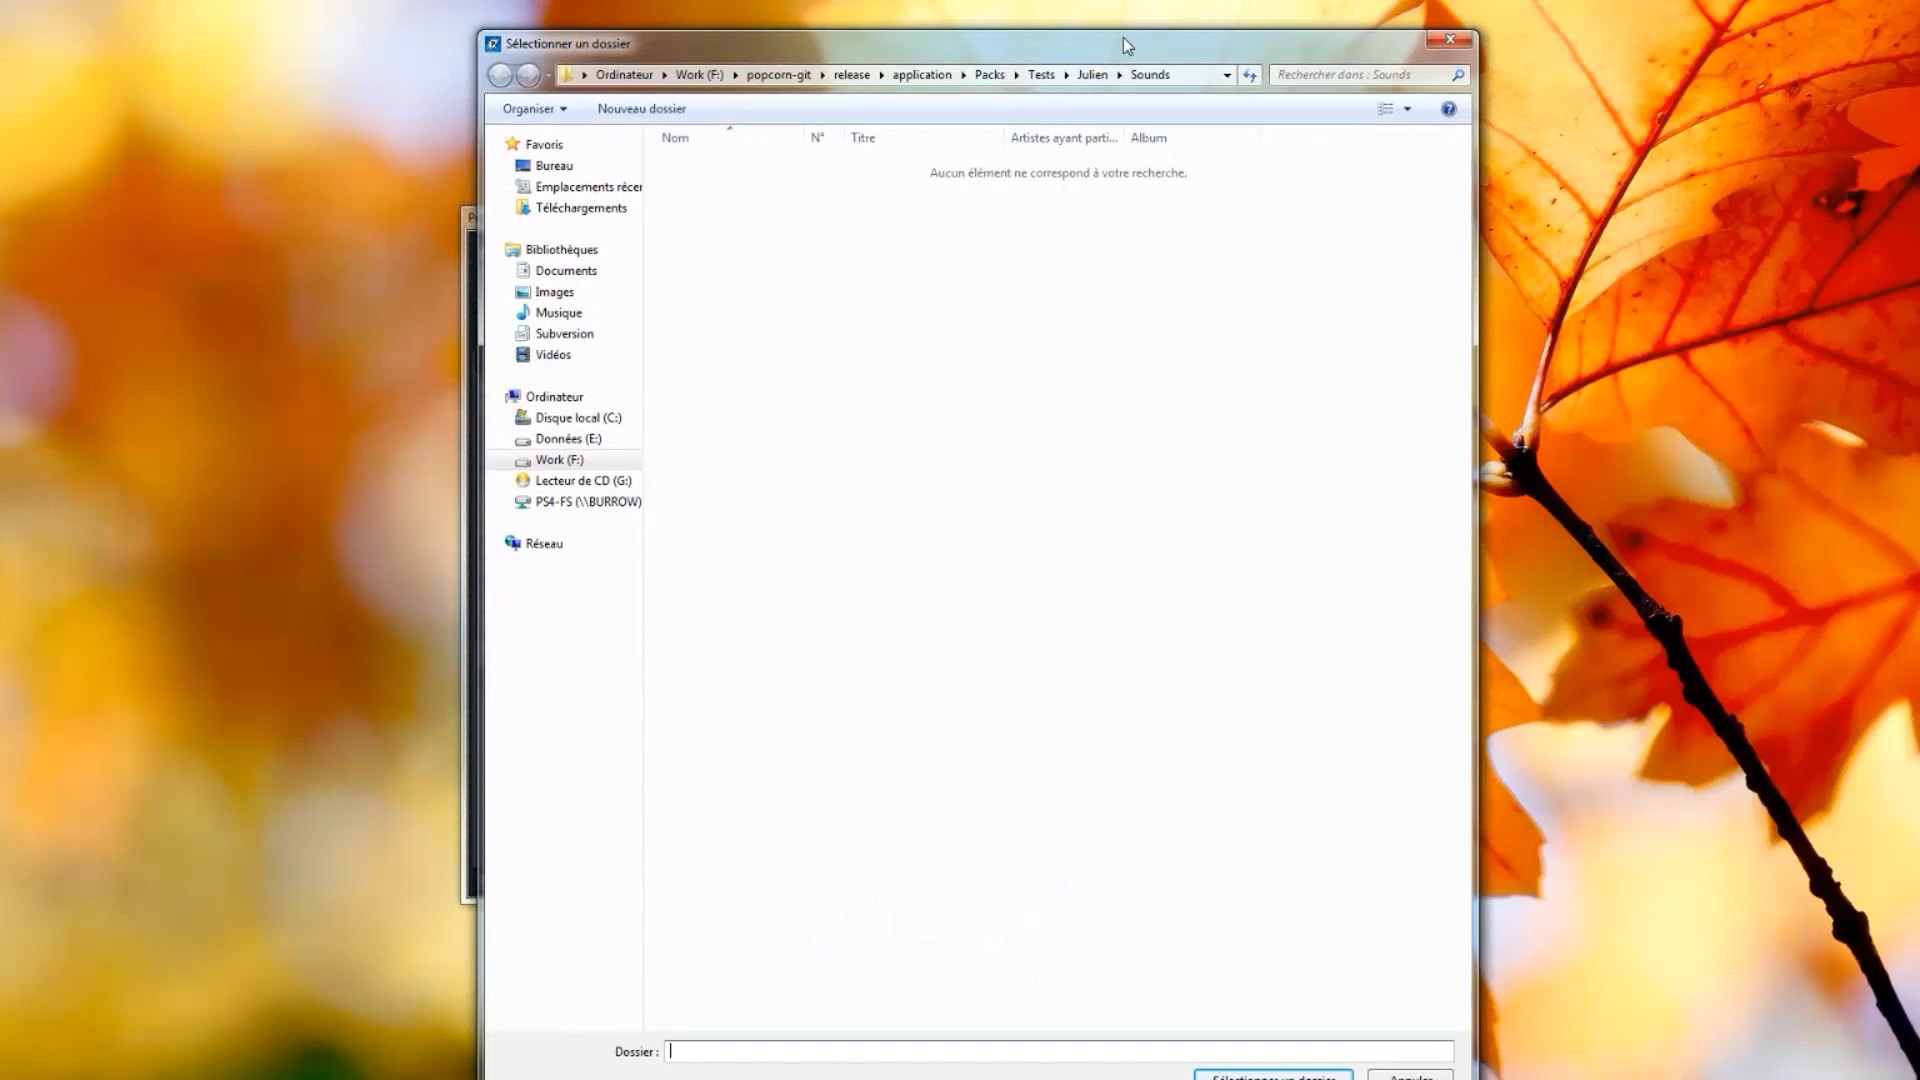 Sélectionner un dossier
Ordinateur Work (F:) popcorn-git release application Packs Tests Julien Sounds
Rechercher dans : Sounds
Organiser Nouveau dossier
Nom N° Titre Artistes ayant parti... Album
Aucun élément ne correspond à votre recherche.
Favoris
Bureau
Emplacements récer
Téléchargements
Bibliothèques
Documents
Images
Musique
Subversion
Vidéos
Ordinateur
Disque local (C:)
Données (E:)
Work (F:)
Lecteur de CD (G:)
PS4-FS (\\BURROW)
Réseau
Dossier :
Sélectionner un dossier Annuler